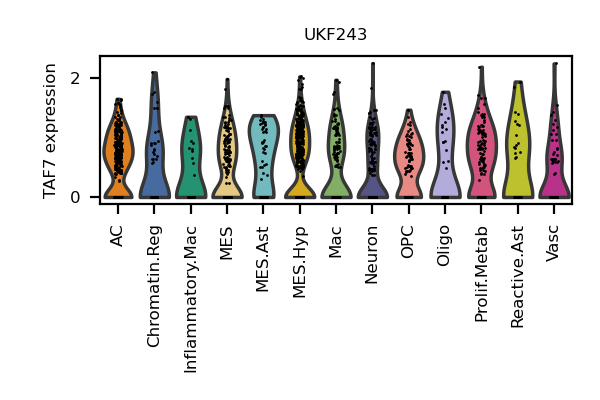 UKF243
TAF7 expression
2
0
AC
Chromatin.Reg
Inflammatory.Mac
MES
MES.Ast
MES.Hyp
Mac
Neuron
OPC
Oligo
Prolif.Metab
Reactive.Ast
Vasc